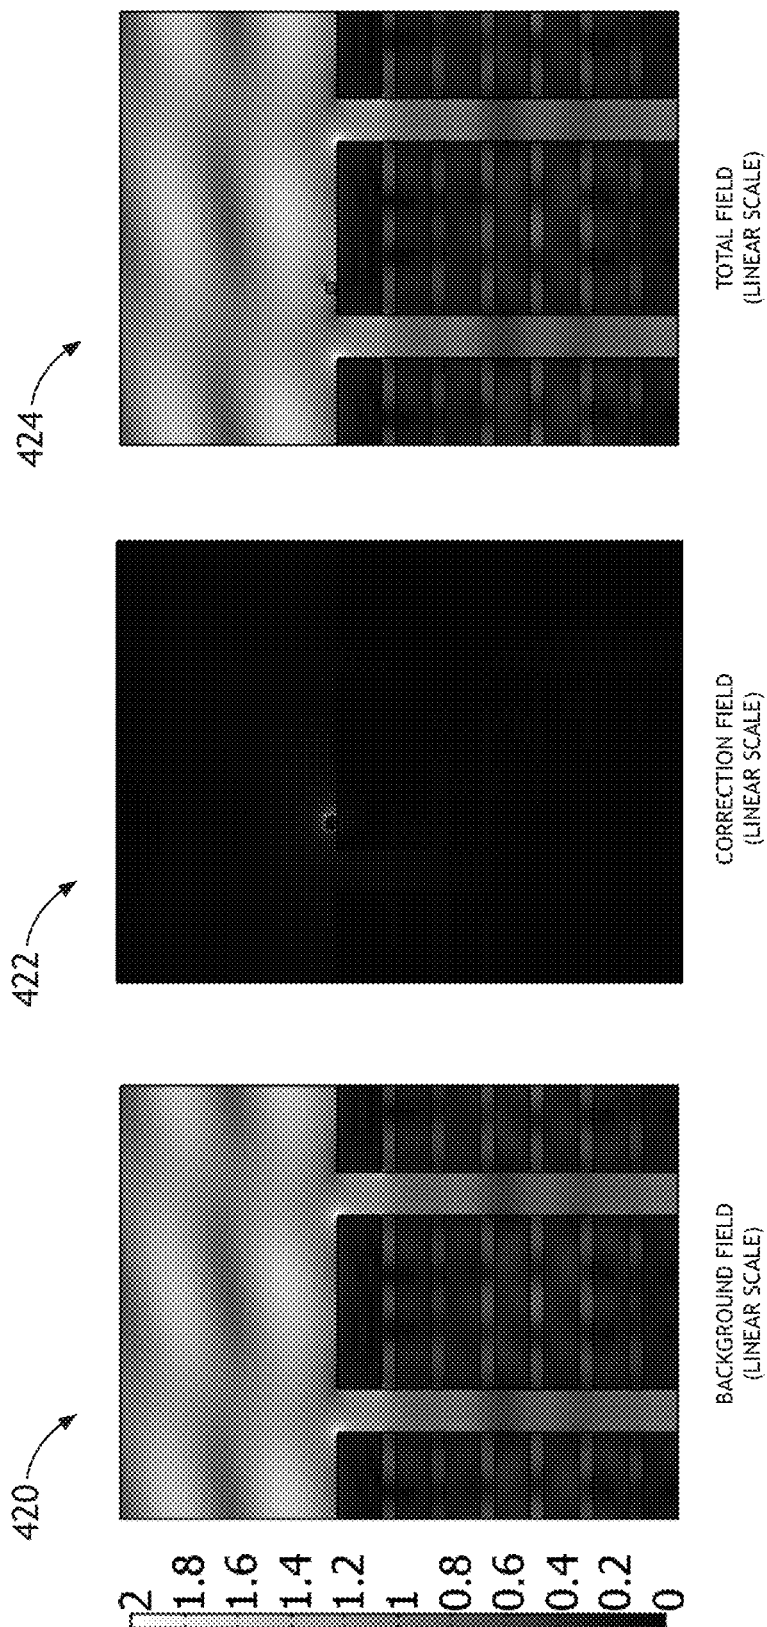 424
TOTAL FIELD
(LINEAR SCALE)
422
CORRECTION FIELD
(LINEAR SCALE)
420
BACKGROUND FIELD
(LINEAR SCALE)
2
1.8
1.6
1.4
1.2
1
0.8
0.6
0.4
0.2
0